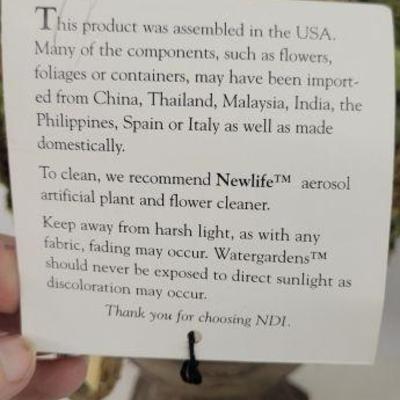 This product was assembled in the USA.
Many of the components, such as flowers,
foliages or containers, may have been import-
ed from China, Thailand, Malaysia, India, the
Philippines, Spain or Italy as well as made
domestically.
To clean, we recommend Newlife™ aerosol
artificial plant and flower cleaner.
Keep away from harsh light, as with any
fabric, fading may occur. Watergardens™
should never be exposed to direct sunlight as
discoloration may occur.
Thank you for choosing NDI.